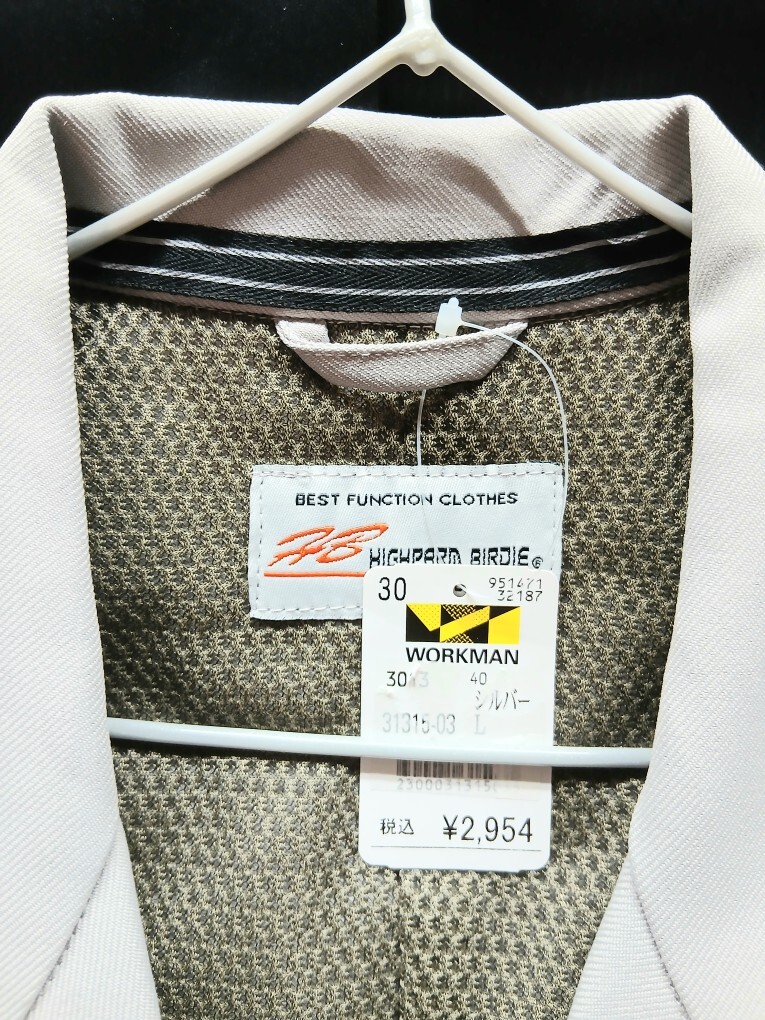 BEST FUNCTION CLOTHES
HB HIGHPARD BIRDIE®
30 951471
32187
WORKMAN
40
シルバー
31315-03 L
税込 ¥2,954